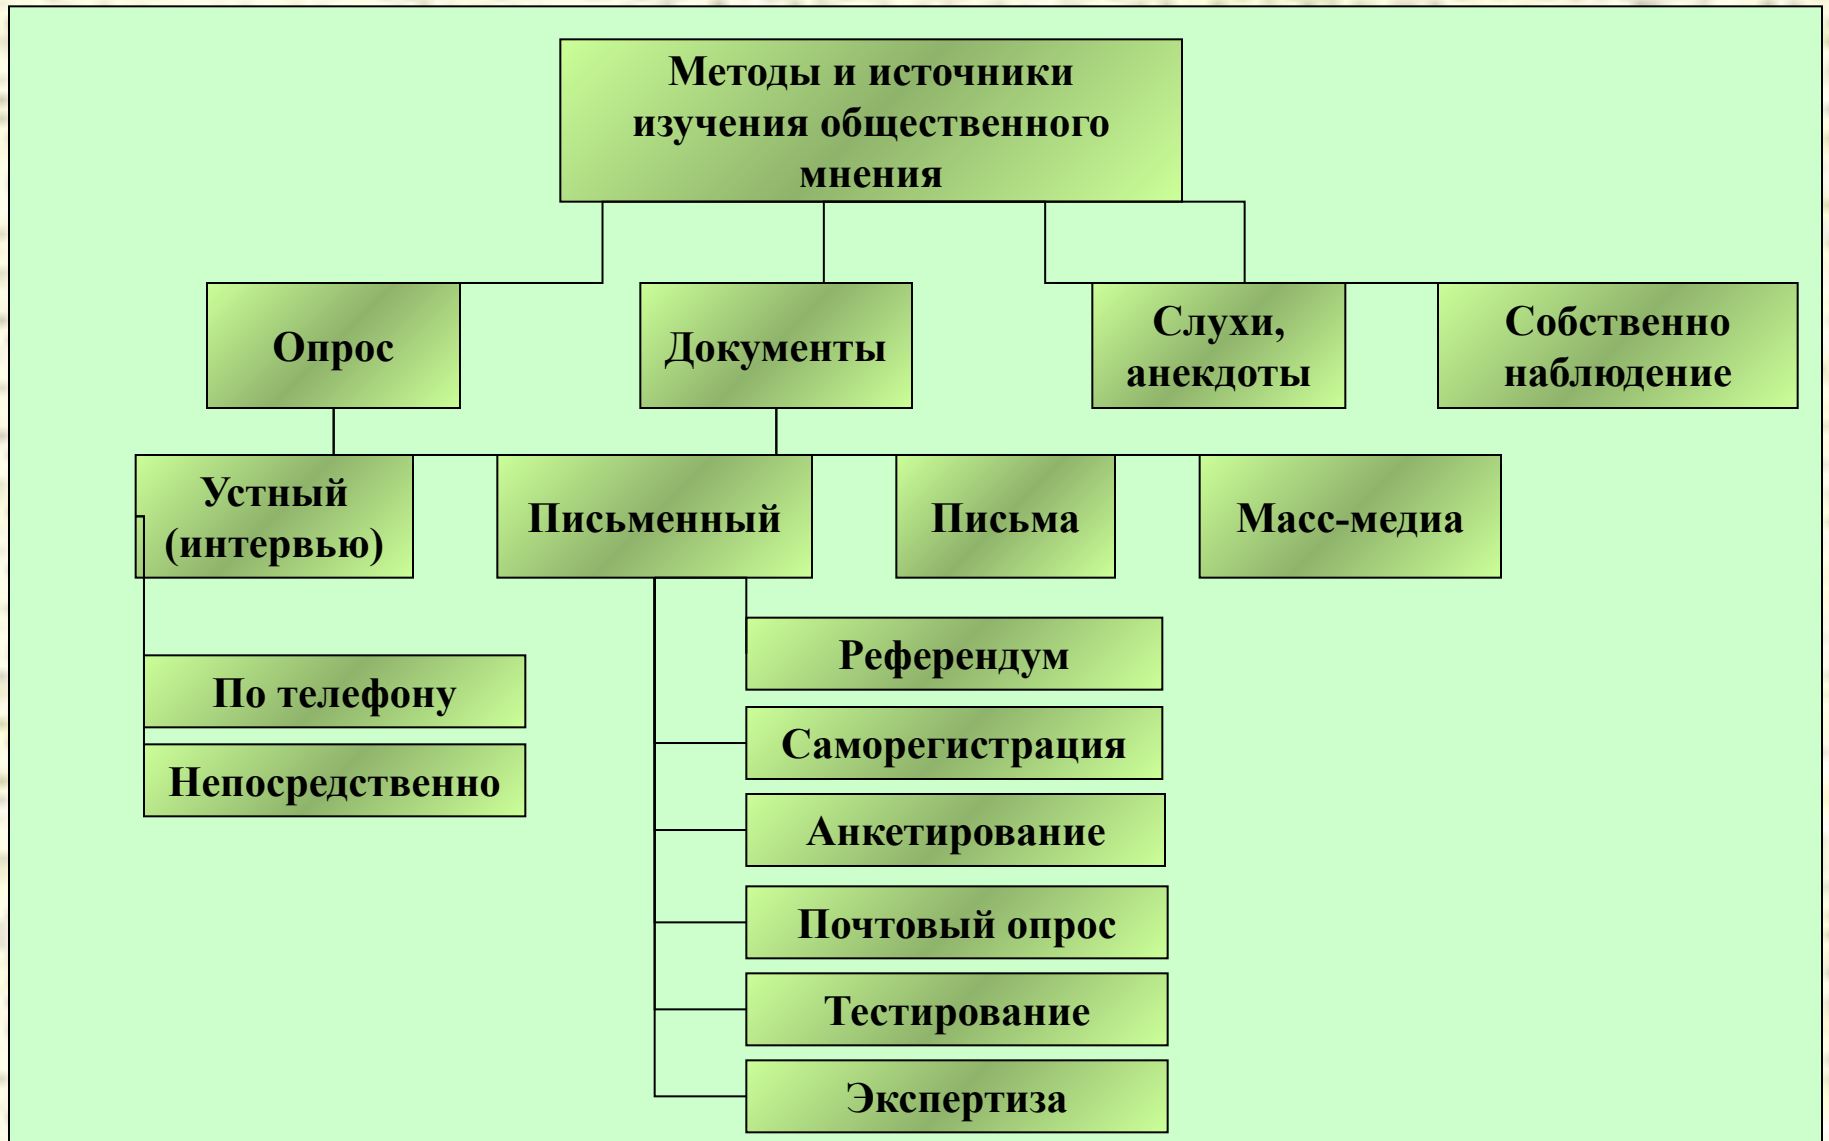 Методы и источники
изучения общественного
мнения
Опрос
Документы
Слухи,
анекдоты
Собственно
наблюдение
Устный
(интервью)
Письменный
Письма
Масс-медиа
По телефону
Непосредственно
Референдум
Саморегистрация
Анкетирование
Почтовый опрос
Тестирование
Экспертиза